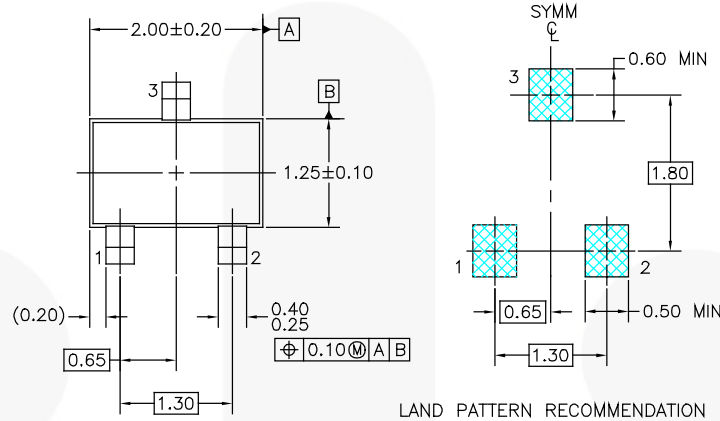 2.00±0.20
A
3
B
1.25±0.10
1
2
(0.20)
0.40
0.25
⌖ 0.10 Ⓜ A B
0.65
1.30
SYMM
℄
3
0.60 MIN
1.80
1
2
0.65
0.50 MIN
1.30
LAND PATTERN RECOMMENDATION